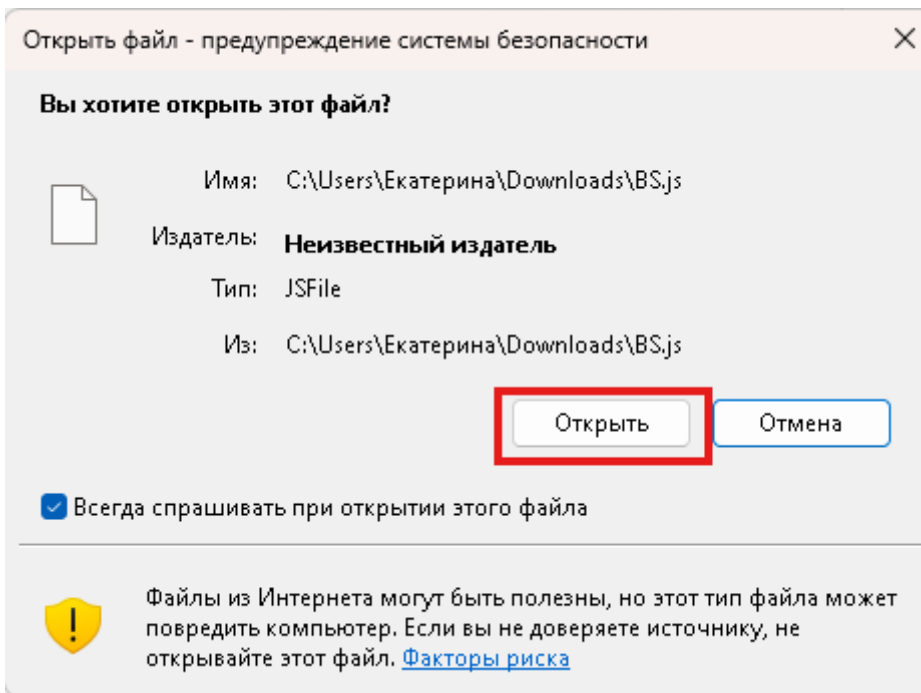 Открыть файл - предупреждение системы безопасности
Вы хотите открыть этот файл?
Имя: C:\Users\Екатерина\Downloads\BS.js
Издатель: Неизвестный издатель
Тип: JSFile
Из: C:\Users\Екатерина\Downloads\BS.js
Открыть Отмена
Всегда спрашивать при открытии этого файла
Файлы из Интернета могут быть полезны, но этот тип файла может
повредить компьютер. Если вы не доверяете источнику, не
открывайте этот файл. Факторы риска